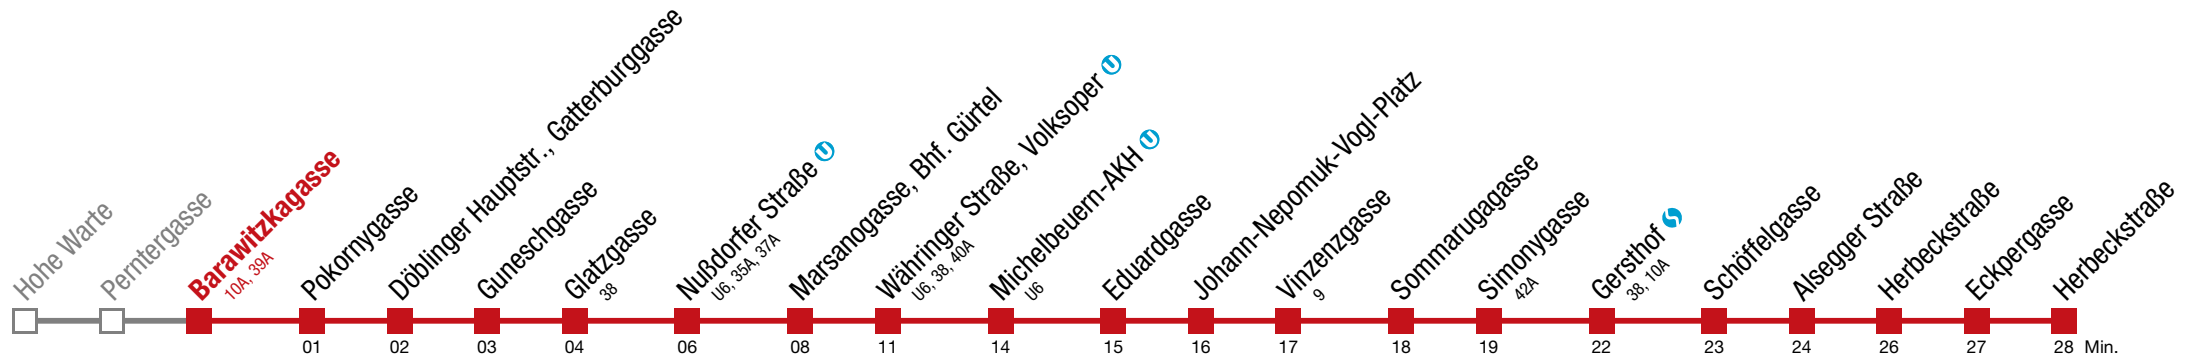 Hohe Warte
Perntergasse
Barawitzkagasse
10A, 39A
Pokornygasse
Döblinger Hauptstr., Gatterburggasse
Guneschgasse
Glatzgasse
38
Nußdorfer Straße U
U6, 35A, 37A
Marsanogasse, Bhf. Gürtel
Währinger Straße, Volksoper U
U6, 38, 40A
Michelbeuern-AKH U
U6
Eduardgasse
Johann-Nepomuk-Vogl-Platz
Vinzenzgasse
9
Sommarugagasse
Simonygasse
42A
Gersthof S
38, 10A
Schöffelgasse
Alsegger Straße
Herbeckstraße
Eckpergasse
Herbeckstraße
01 02 03 04 06 08 11 14 15 16 17 18 19 22 23 24 26 27 28 Min.